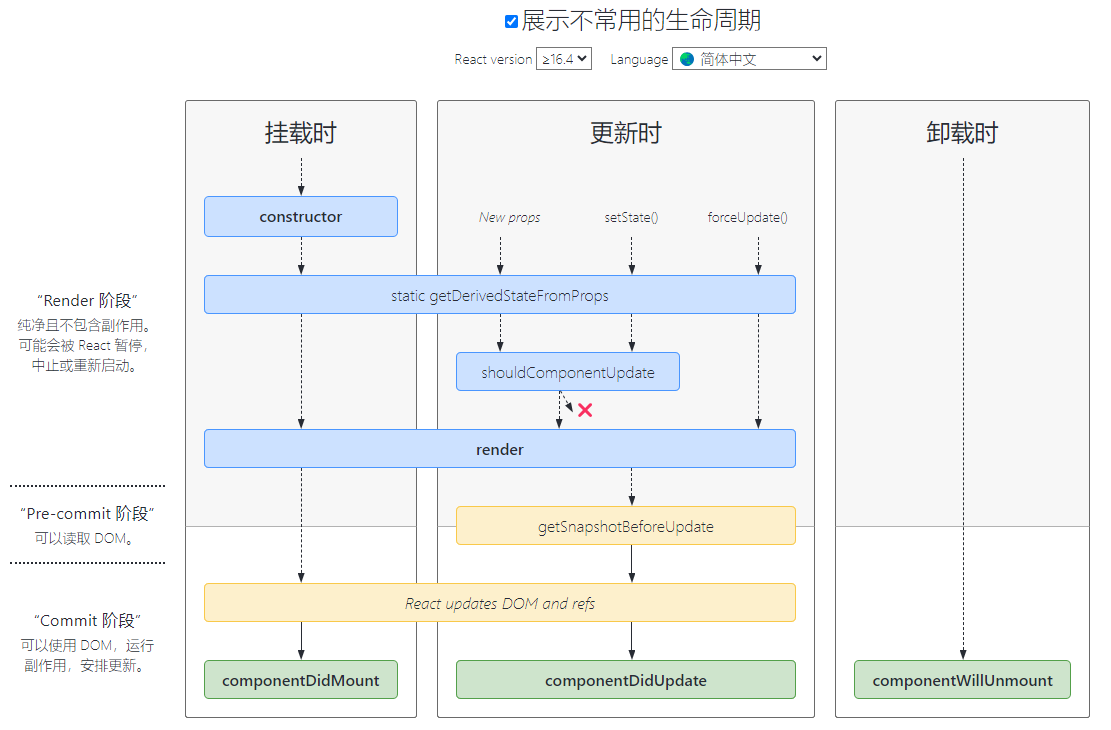 展示不常用的生命周期
React version ≥16.4 Language 简体中文
挂载时
更新时
卸载时
constructor
New props
setState()
forceUpdate()
static getDerivedStateFromProps
“Render 阶段”
纯净且不包含副作用。
可能会被 React 暂停，
中止或重新启动。
shouldComponentUpdate
render
“Pre-commit 阶段”
可以读取 DOM。
getSnapshotBeforeUpdate
React updates DOM and refs
“Commit 阶段”
可以使用 DOM，运行
副作用，安排更新。
componentDidMount
componentDidUpdate
componentWillUnmount